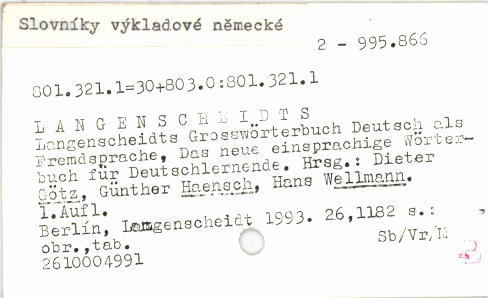 Slovníky výkladové německé
2 - 995.866
801.321.1=30+803.0:801.321.1
L A N G E N S C H E I D T S
Langenscheidts Grosswörterbuch Deutsch als
Fremdsprache, Das neue einsprachige Wörter-
buch für Deutschlernende. Hrsg.: Dieter
Götz, Günther Haensch, Hans Wellmann.
1.Aufl.
Berlín, Langenscheidt 1993. 26,1182 s.:
obr.,tab.
Sb/Vr/
2610004991